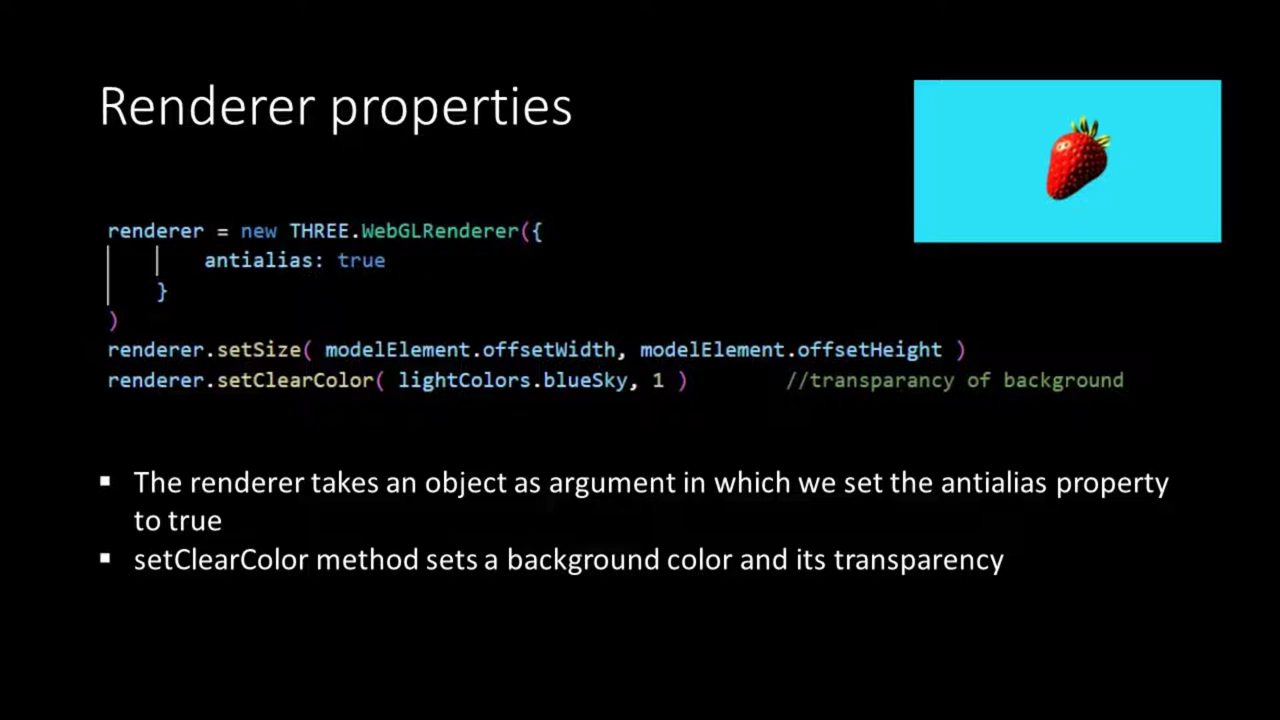 Renderer properties
renderer = new THREE.WebGLRenderer({
antialias: true
}
)
renderer.setSize( modelElement.offsetWidth, modelElement.offsetHeight )
renderer.setClearColor( lightColors.blueSky, 1 ) //transparancy of background
▪ The renderer takes an object as argument in which we set the antialias property
to true
▪ setClearColor method sets a background color and its transparency